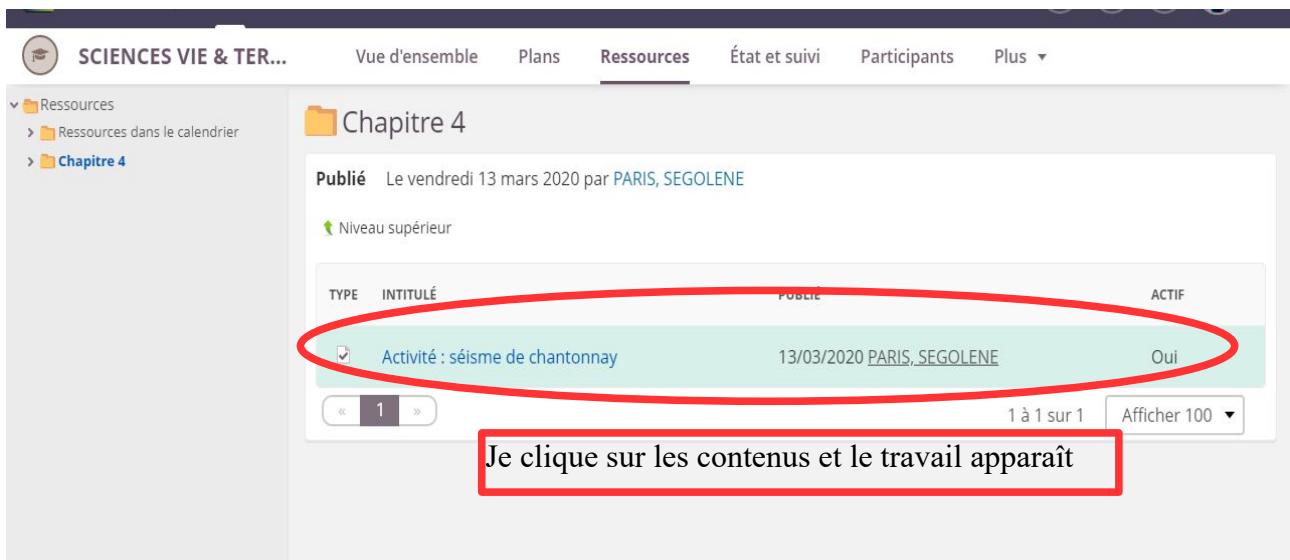 SCIENCES VIE & TER... Vue d'ensemble Plans Ressources État et suivi Participants Plus
Ressources
Ressources dans le calendrier
Chapitre 4
Chapitre 4
Publié Le vendredi 13 mars 2020 par PARIS, SEGOLENE
Niveau supérieur
TYPE INTITULÉ PUBLIÉ ACTIF
Activité : séisme de chantonnay 13/03/2020 PARIS, SEGOLENE Oui
« 1 » 1 à 1 sur 1 Afficher 100
Je clique sur les contenus et le travail apparaît